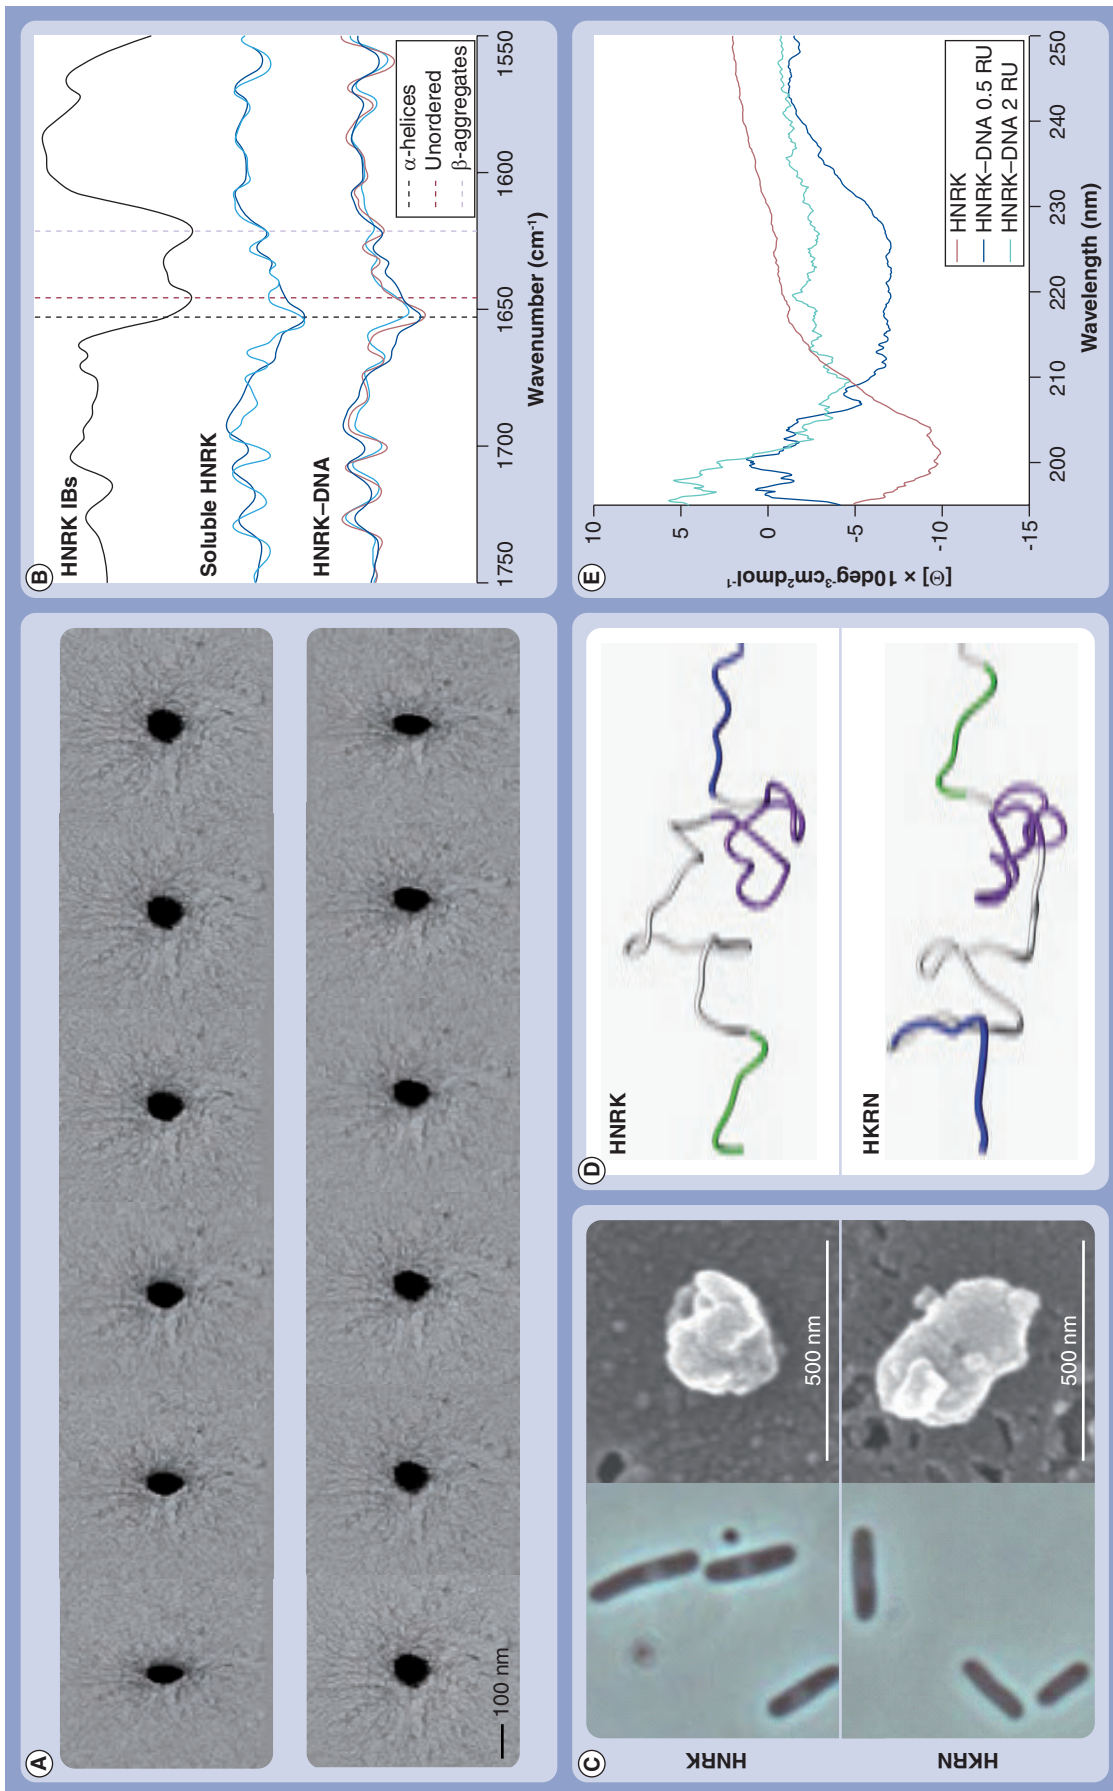 A
100 nm
B
HNRK IBs
Soluble HNRK
HNRK–DNA
α-helices
Unordered
β-aggregates
1750
1700
1650
1600
1550
Wavenumber (cm⁻¹)
C
HNRK
HKRN
500 nm
500 nm
D
HNRK
HKRN
E
10
5
0
-5
-10
-15
[Θ] × 10deg⁻³cm²dmol⁻¹
HNRK
HNRK–DNA 0.5 RU
HNRK–DNA 2 RU
200
210
220
230
240
250
Wavelength (nm)